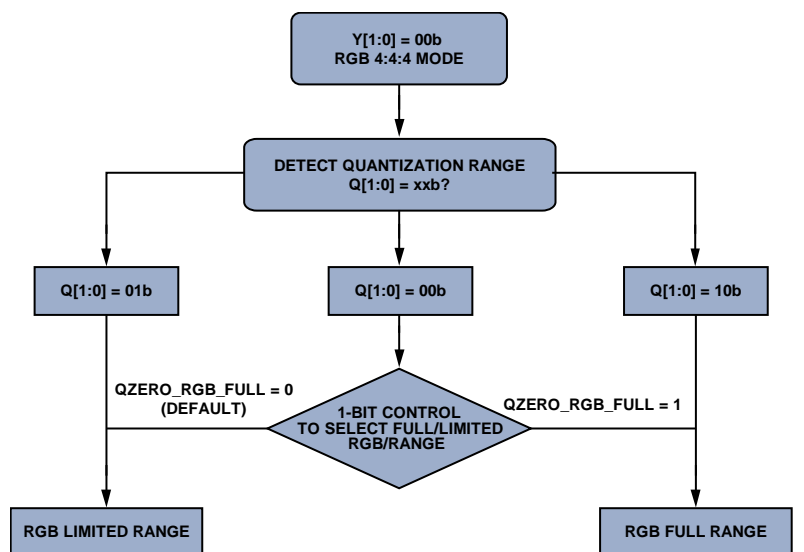 Y[1:0] = 00b
RGB 4:4:4 MODE
DETECT QUANTIZATION RANGE
Q[1:0] = xxb?
Q[1:0] = 01b
Q[1:0] = 00b
Q[1:0] = 10b
QZERO_RGB_FULL = 0
(DEFAULT)
1-BIT CONTROL
TO SELECT FULL/LIMITED
RGB/RANGE
QZERO_RGB_FULL = 1
RGB LIMITED RANGE
RGB FULL RANGE